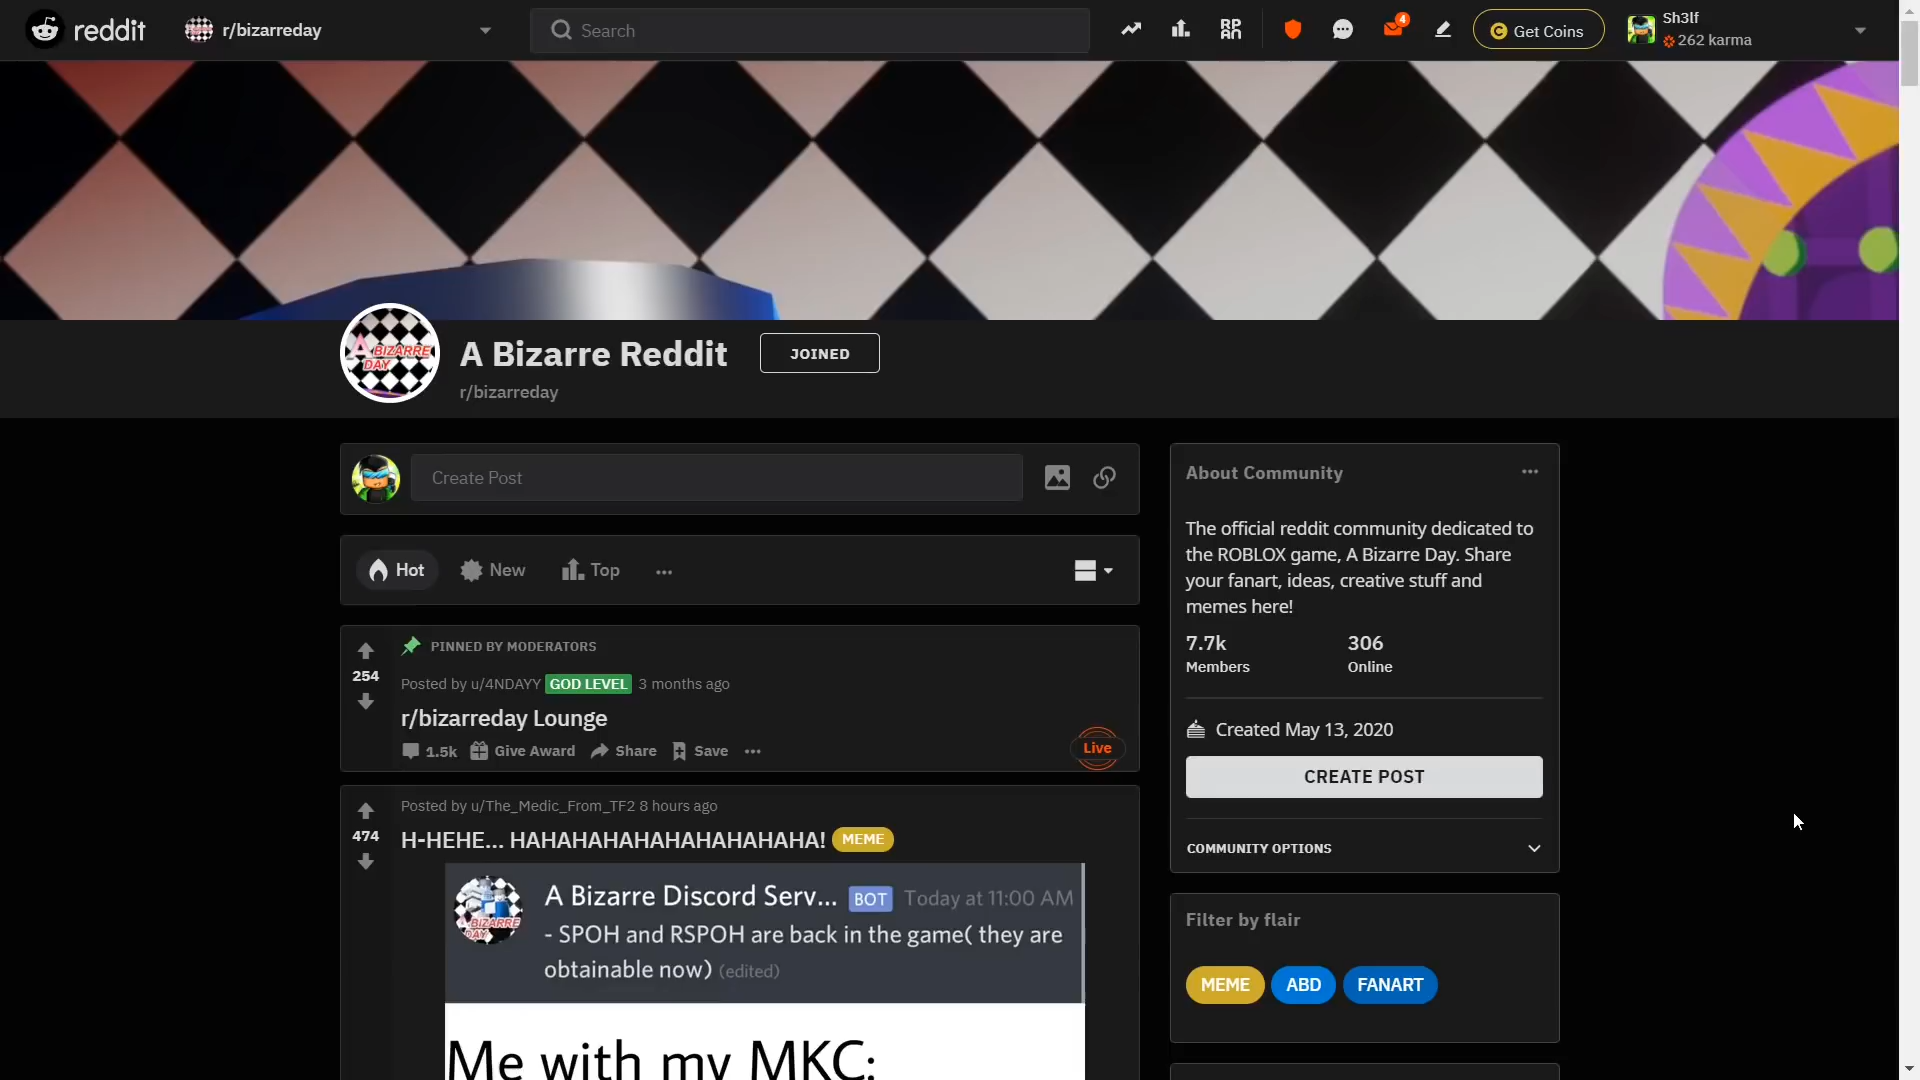 reddit
r/bizarreday
Search
4
Get Coins
Sh3lf
262 karma
A BIZARRE
DAY
A Bizarre Reddit
JOINED
r/bizarreday
Create Post
Hot
New
Top
PINNED BY MODERATORS
254
Posted by u/4NDAYY GOD LEVEL 3 months ago
r/bizarreday Lounge
1.5k Give Award Share Save
Live
Posted by u/The_Medic_From_TF2 8 hours ago
474
H-HEHE... HAHAHAHAHAHAHAHAHAHA! MEME
A Bizarre Discord Serv... BOT Today at 11:00 AM
- SPOH and RSPOH are back in the game( they are
obtainable now) (edited)
A BIZARRE
DAY
Me with my MKC:
About Community
The official reddit community dedicated to
the ROBLOX game, A Bizarre Day. Share
your fanart, ideas, creative stuff and
memes here!
7.7k 306
Members Online
Created May 13, 2020
CREATE POST
COMMUNITY OPTIONS
Filter by flair
MEME ABD FANART